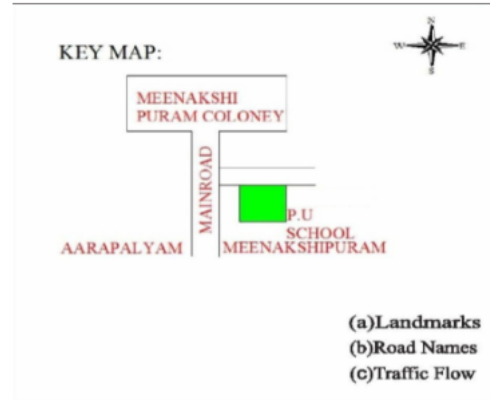 N
W E
S
KEY MAP:
MEENAKSHI
PURAM COLONEY
MAINROAD
P.U
SCHOOL
AARAPALYAM MEENAKSHIPURAM
(a)Landmarks
(b)Road Names
(c)Traffic Flow